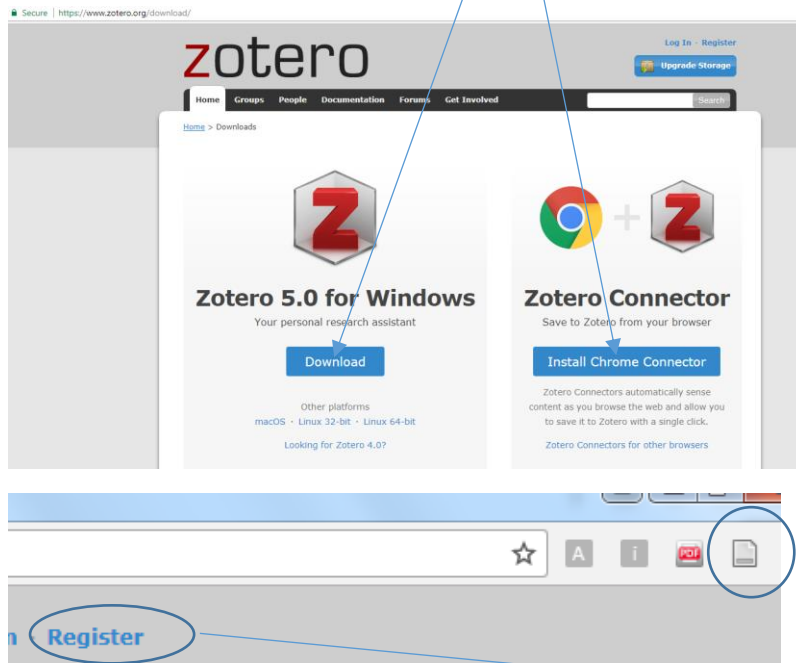 Secure | https://www.zotero.org/download/
zotero
Log In · Register
Upgrade Storage
Home Groups People Documentation Forums Get Involved
Search
Home > Downloads
Zotero 5.0 for Windows
Your personal research assistant
Download
Other platforms
macOS · Linux 32-bit · Linux 64-bit
Looking for Zotero 4.0?
Zotero Connector
Save to Zotero from your browser
Install Chrome Connector
Zotero Connectors automatically sense
content as you browse the web and allow you
to save it to Zotero with a single click.
Zotero Connectors for other browsers
A i PDF
n · Register